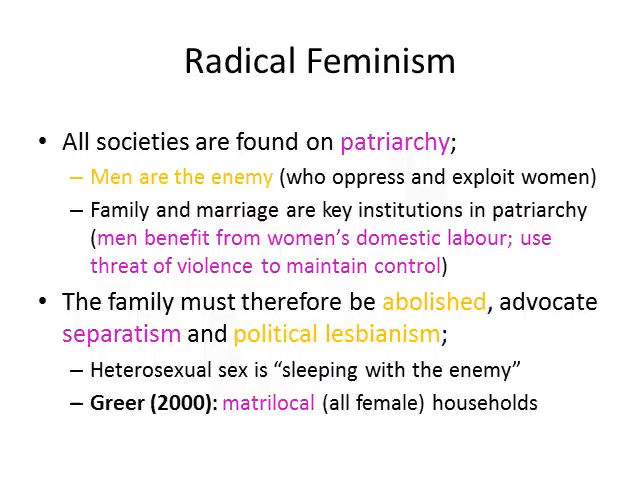 Radical Feminism
• All societies are found on patriarchy;
– Men are the enemy (who oppress and exploit women)
– Family and marriage are key institutions in patriarchy
(men benefit from women’s domestic labour; use
threat of violence to maintain control)
• The family must therefore be abolished, advocate
separatism and political lesbianism;
– Heterosexual sex is “sleeping with the enemy”
– Greer (2000): matrilocal (all female) households